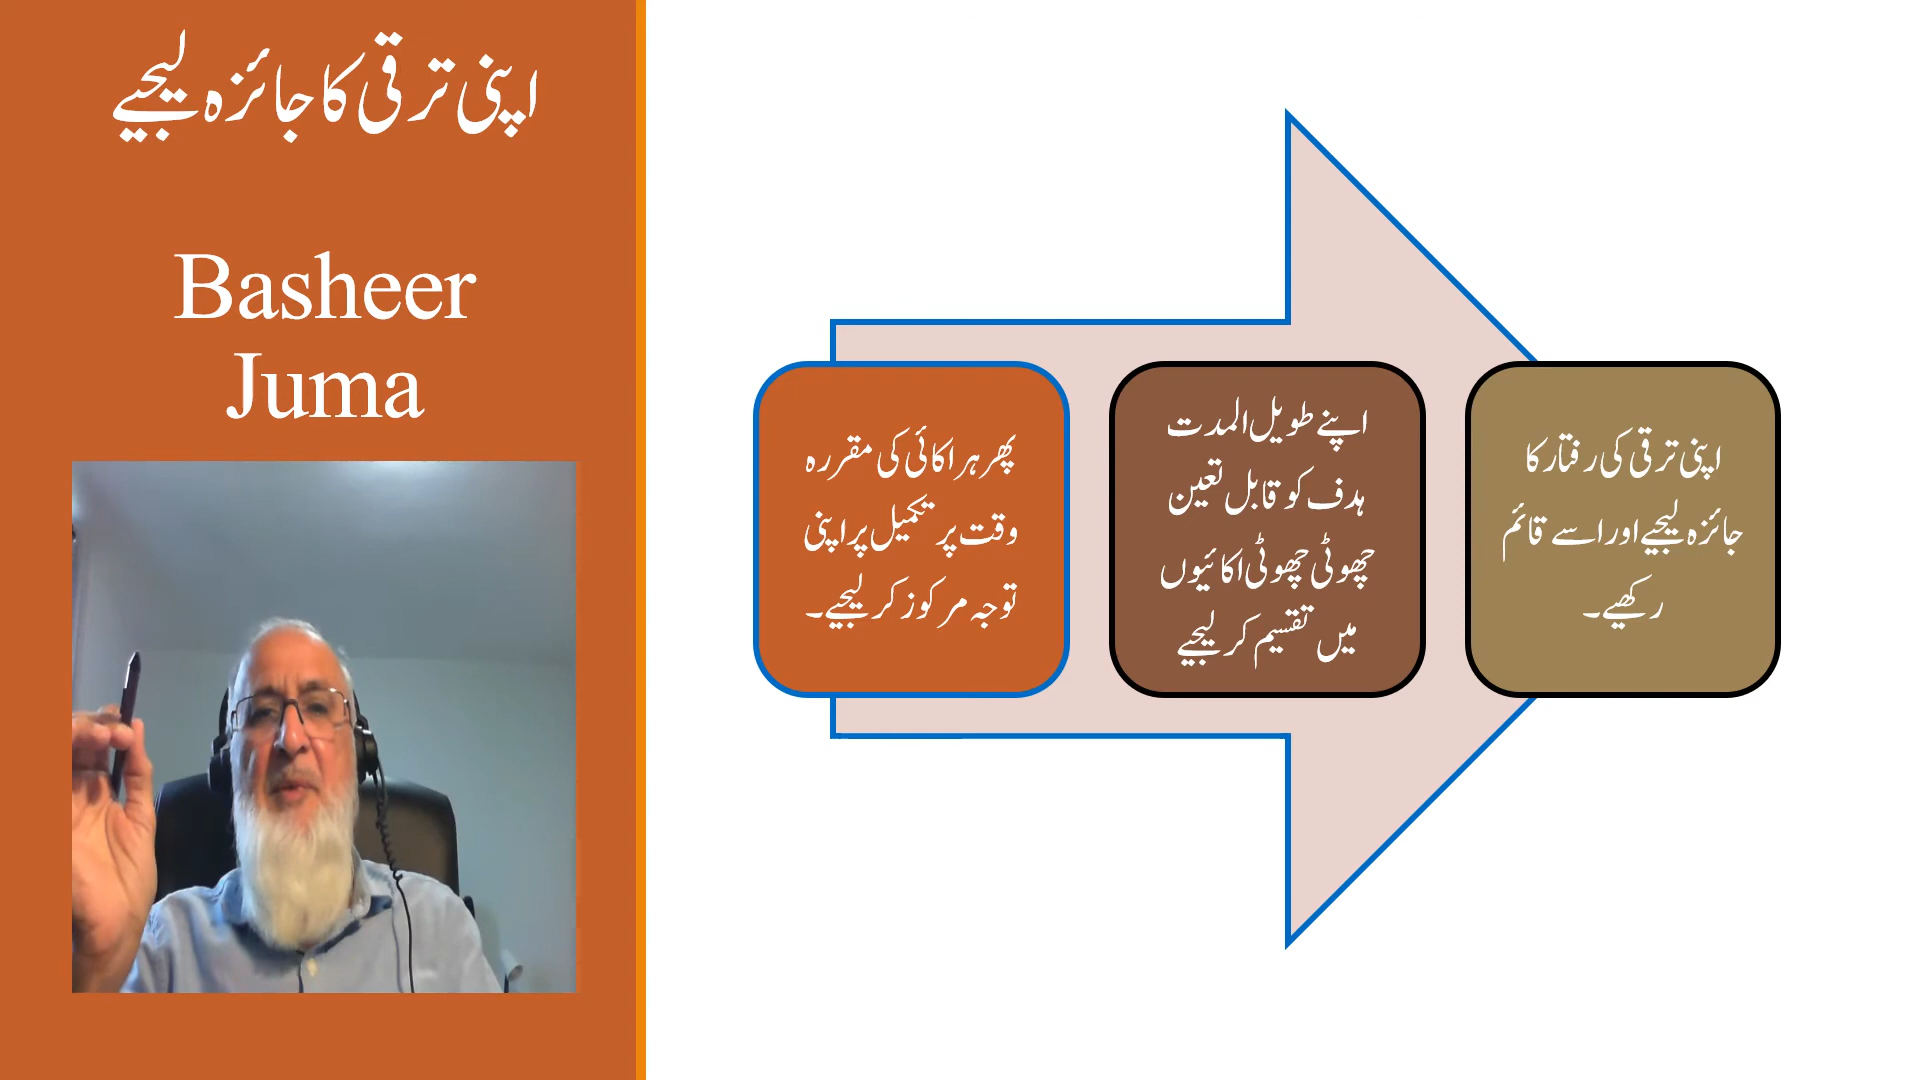 اپنی ترقی کا جائزہ لیجیے
Basheer
Juma
اپنی ترقی کی رفتار کا
جائزہ لیجیے اور اسے قائم
رکھیے۔
اپنے طویل المدت
ہدف کو قابل تعین
چھوٹی چھوٹی اکائیوں
میں تقسیم کر لیجیے
پھر ہر اکائی کی مقررہ
وقت پر تکمیل پر اپنی
توجہ مرکوز کر لیجیے۔